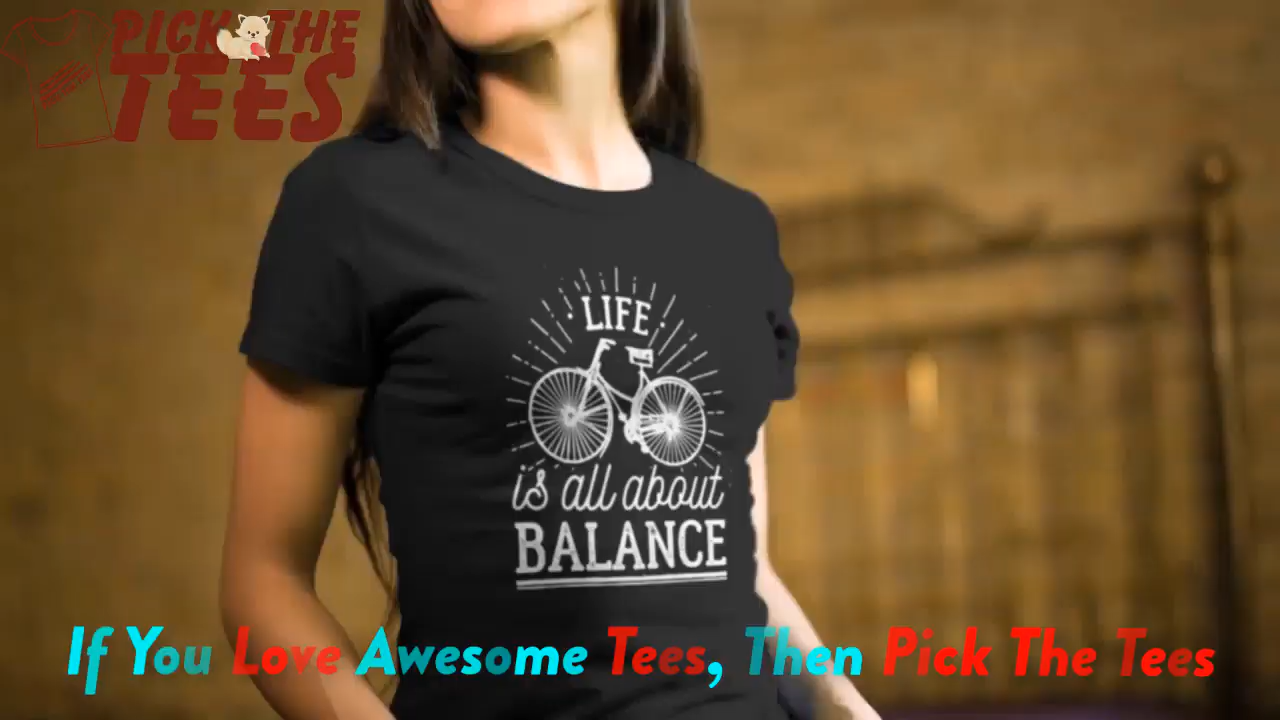 PICK THE
TEES
LIFE
is all about
BALANCE
If You Love Awesome Tees, Then Pick The Tees